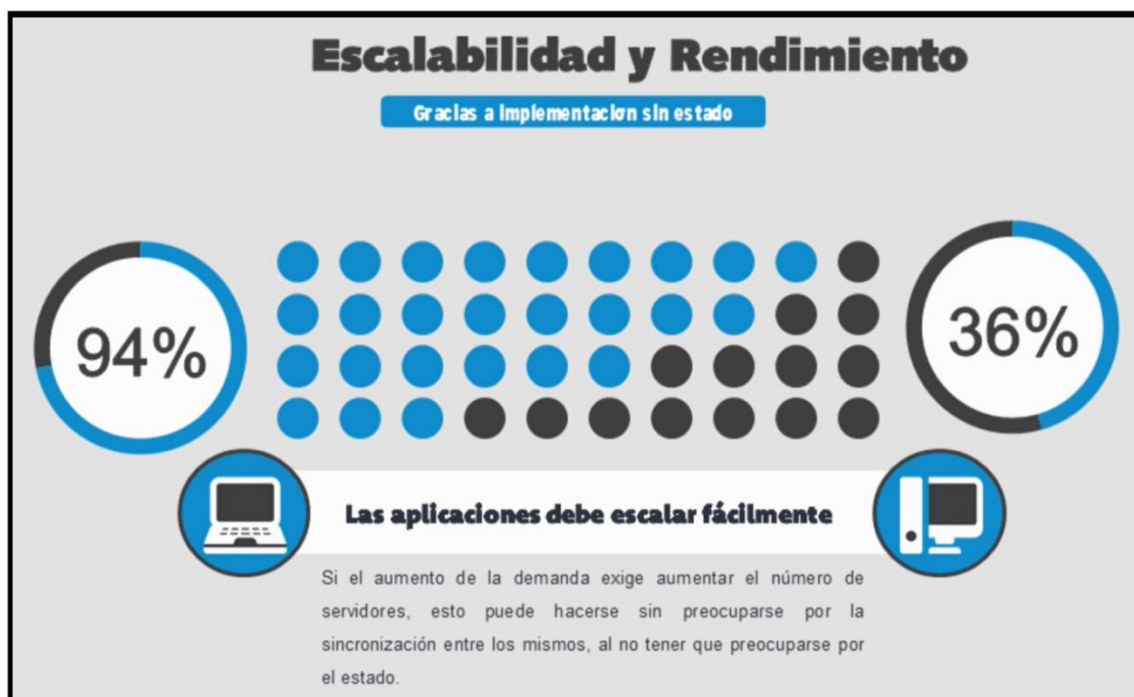 Escalabilidad y Rendimiento
Gracias a implementación sin estado
94%
36%
Las aplicaciones debe escalar fácilmente
Si el aumento de la demanda exige aumentar el número de
servidores, esto puede hacerse sin preocuparse por la
sincronización entre los mismos, al no tener que preocuparse por
el estado.